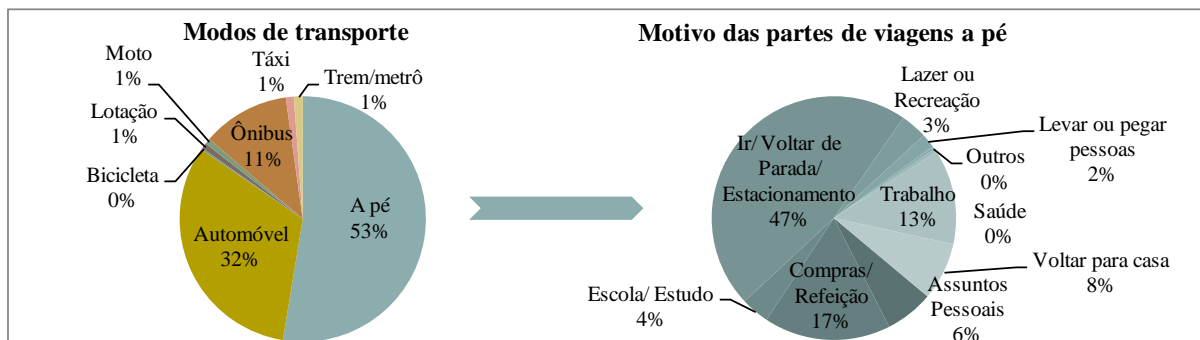 Modos de transporte
Moto
1%
Táxi
1%
Trem/metrô
1%
Lotação
1%
Ônibus
11%
Bicicleta
0%
A pé
53%
Automóvel
32%
Motivo das partes de viagens a pé
Lazer ou
Recreação
3%
Levar ou pegar
pessoas
2%
Ir/ Voltar de
Parada/
Estacionamento
47%
Outros
0%
Trabalho
13%
Saúde
0%
Voltar para casa
8%
Compras/
Refeição
17%
Assuntos
Pessoais
6%
Escola/ Estudo
4%